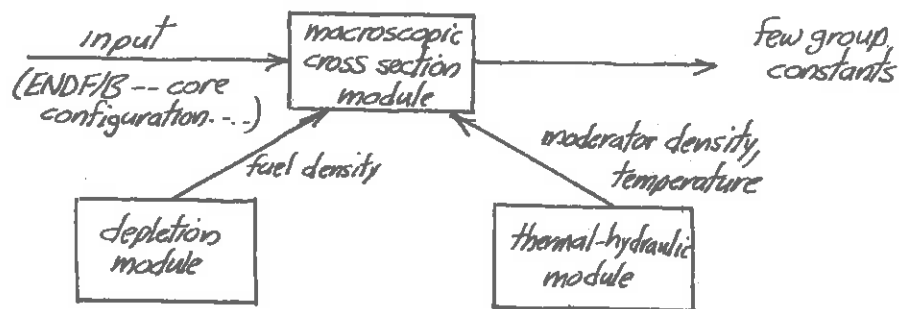 input
(ENDF/B -- core
configuration. --)
macroscopic
cross section
module
few group
constants
fuel density
moderator density,
temperature
depletion
module
thermal-hydraulic
module